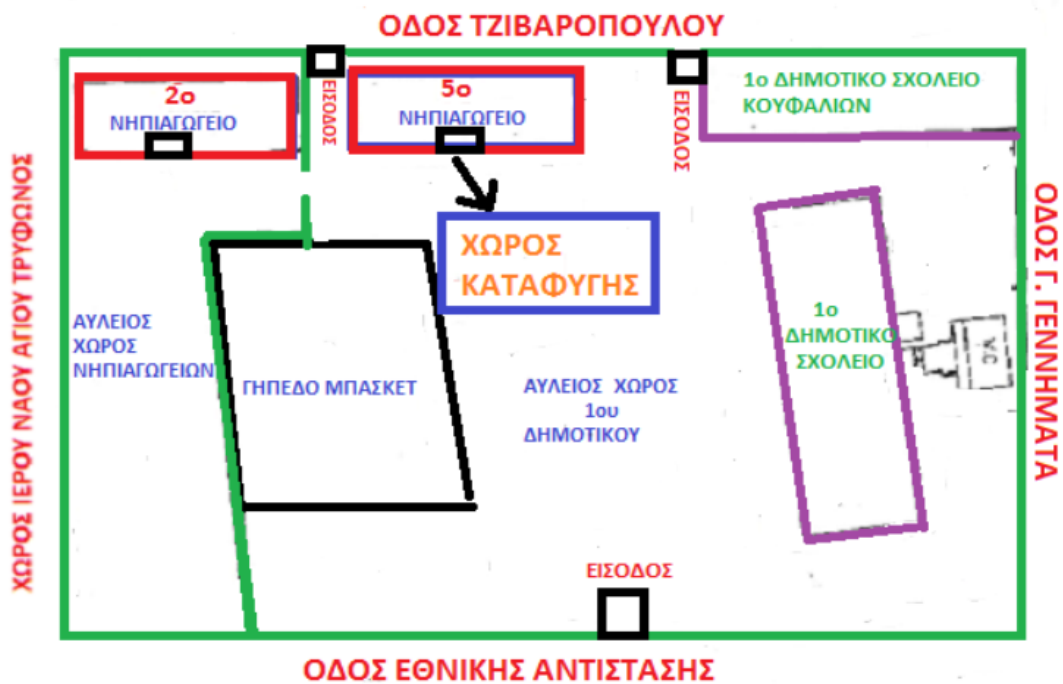 ΟΔΟΣ ΤΖΙΒΑΡΟΠΟΥΛΟΥ
2ο
ΝΗΠΙΑΓΩΓΕΙΟ
ΕΙΣΟΔΟΣ
5ο
ΝΗΠΙΑΓΩΓΕΙΟ
ΕΙΣΟΔΟΣ
1ο ΔΗΜΟΤΙΚΟ ΣΧΟΛΕΙΟ
ΚΟΥΦΑΛΙΩΝ
ΧΩΡΟΣ ΙΕΡΟΥ ΝΑΟΥ ΑΓΙΟΥ ΤΡΥΦΩΝΟΣ
ΧΩΡΟΣ
ΚΑΤΑΦΥΓΗΣ
ΟΔΟΣ Γ. ΓΕΝΝΗΜΑΤΑ
ΑΥΛΕΙΟΣ
ΧΩΡΟΣ
ΝΗΠΙΑΓΩΓΕΙΩΝ
ΓΗΠΕΔΟ ΜΠΑΣΚΕΤ
ΑΥΛΕΙΟΣ ΧΩΡΟΣ
1ου
ΔΗΜΟΤΙΚΟΥ
1ο
ΔΗΜΟΤΙΚΟ
ΣΧΟΛΕΙΟ
ΕΙΣΟΔΟΣ
ΟΔΟΣ ΕΘΝΙΚΗΣ ΑΝΤΙΣΤΑΣΗΣ